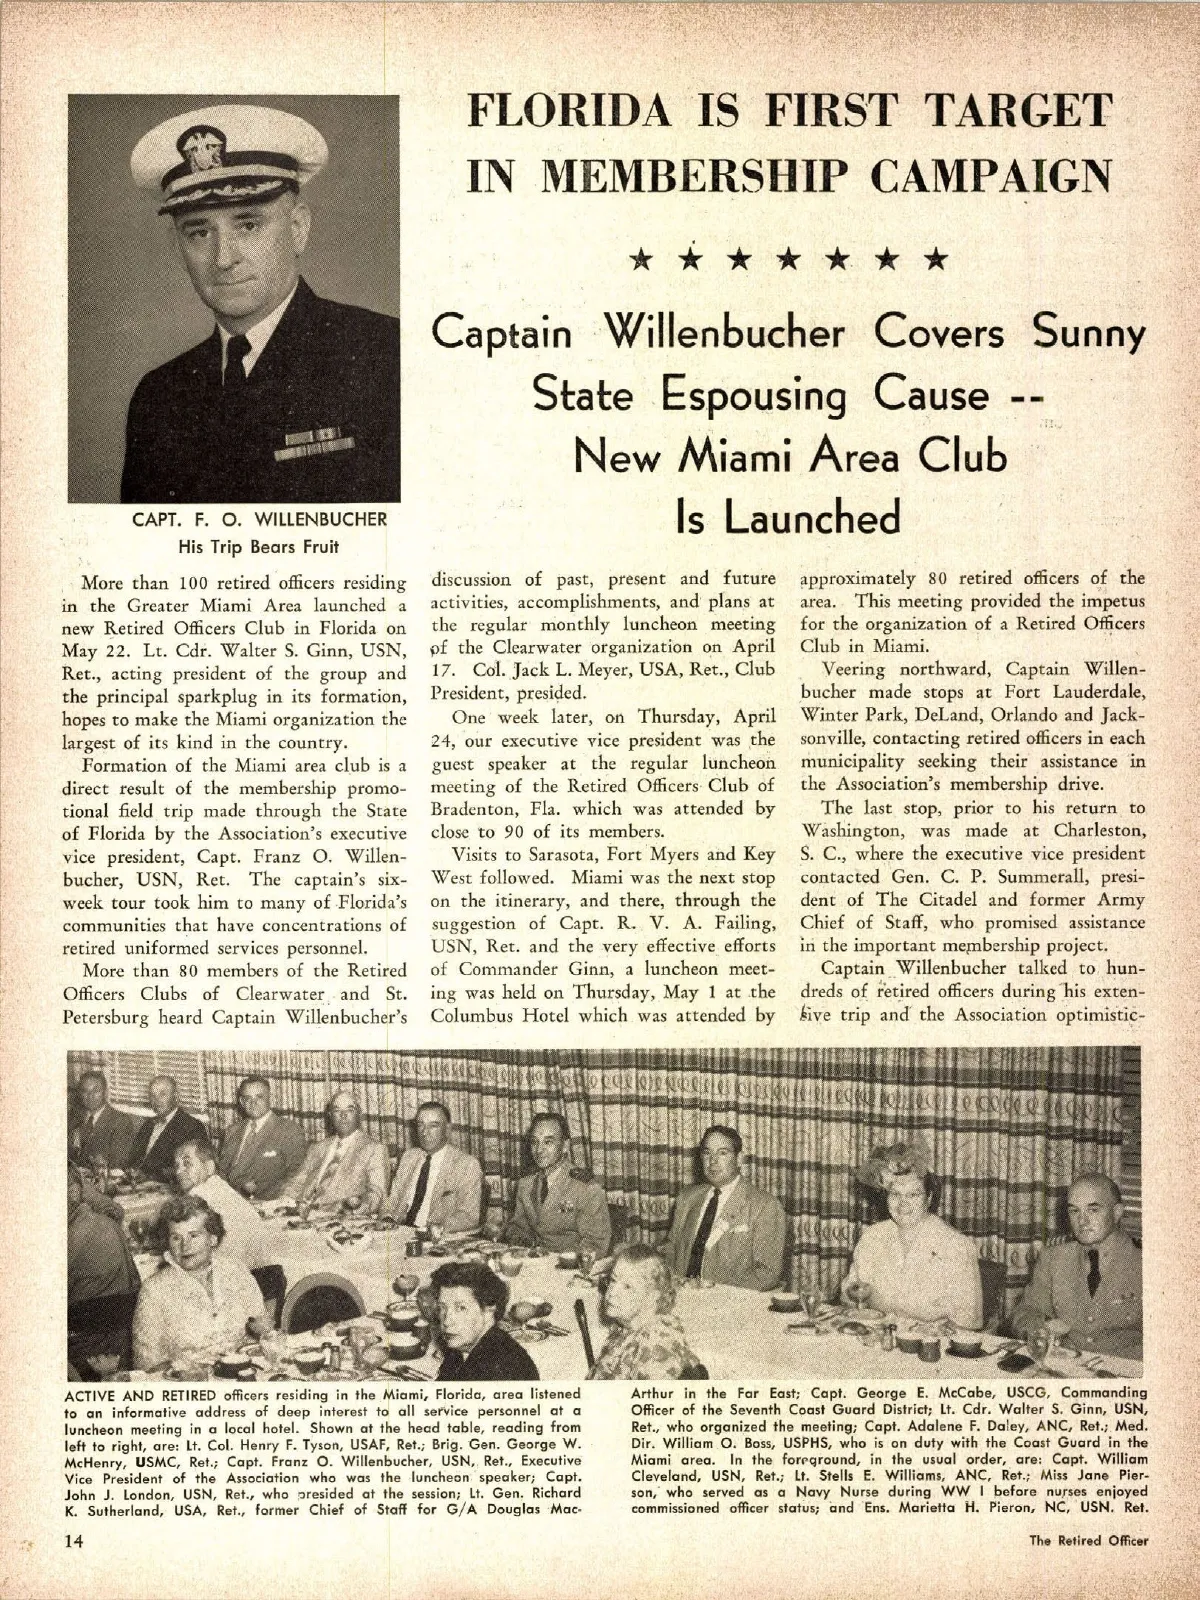 FLORIDA IS FIRST TARGET
IN MEMBERSHIP CAMPAIGN
Captain Willenbucher Covers Sunny
State Espousing Cause --
New Miami Area Club
Is Launched
CAPT. F. O. WILLENBUCHER
His Trip Bears Fruit
More than 100 retired officers residing
in the Greater Miami Area launched a
new Retired Officers Club in Florida on
May 22. Lt. Cdr. Walter S. Ginn, USN,
Ret., acting president of the group and
the principal sparkplug in its formation,
hopes to make the Miami organization the
largest of its kind in the country.
Formation of the Miami area club is a
direct result of the membership promo-
tional field trip made through the State
of Florida by the Association's executive
vice president, Capt. Franz O. Willen-
bucher, USN, Ret. The captain's six-
week tour took him to many of Florida's
communities that have concentrations of
retired uniformed services personnel.
More than 80 members of the Retired
Officers Clubs of Clearwater and St.
Petersburg heard Captain Willenbucher's
discussion of past, present and future
activities, accomplishments, and plans at
the regular monthly luncheon meeting
of the Clearwater organization on April
17. Col. Jack L. Meyer, USA, Ret., Club
President, presided.
One week later, on Thursday, April
24, our executive vice president was the
guest speaker at the regular luncheon
meeting of the Retired Officers Club of
Bradenton, Fla. which was attended by
close to 90 of its members.
Visits to Sarasota, Fort Myers and Key
West followed. Miami was the next stop
on the itinerary, and there, through the
suggestion of Capt. R. V. A. Failing,
USN, Ret. and the very effective efforts
of Commander Ginn, a luncheon meet-
ing was held on Thursday, May 1 at the
Columbus Hotel which was attended by
approximately 80 retired officers of the
area. This meeting provided the impetus
for the organization of a Retired Officers
Club in Miami.
Veering northward, Captain Willen-
bucher made stops at Fort Lauderdale,
Winter Park, DeLand, Orlando and Jack-
sonville, contacting retired officers in each
municipality seeking their assistance in
the Association's membership drive.
The last stop, prior to his return to
Washington, was made at Charleston,
S. C., where the executive vice president
contacted Gen. C. P. Summerall, presi-
dent of The Citadel and former Army
Chief of Staff, who promised assistance
in the important membership project.
Captain Willenbucher talked to hun-
dreds of retired officers during his exten-
sive trip and the Association optimistic-
ACTIVE AND RETIRED officers residing in the Miami, Florida, area listened
to an informative address of deep interest to all service personnel at a
luncheon meeting in a local hotel. Shown at the head table, reading from
left to right, are: Lt. Col. Henry F. Tyson, USAF, Ret.; Brig. Gen. George W.
McHenry, USMC, Ret.; Capt. Franz O. Willenbucher, USN, Ret., Executive
Vice President of the Association who was the luncheon speaker; Capt.
John J. London, USN, Ret., who presided at the session; Lt. Gen. Richard
K. Sutherland, USA, Ret., former Chief of Staff for G/A Douglas Mac-
Arthur in the Far East; Capt. George E. McCabe, USCG, Commanding
Officer of the Seventh Coast Guard District; Lt. Cdr. Walter S. Ginn, USN,
Ret., who organized the meeting; Capt. Adalene F. Daley, ANC, Ret.; Med.
Dir. William O. Boss, USPHS, who is on duty with the Coast Guard in the
Miami area. In the foreground, in the usual order, are: Capt. William
Cleveland, USN, Ret.; Lt. Stells E. Williams, ANC, Ret.; Miss Jane Pier-
son, who served as a Navy Nurse during WW I before nurses enjoyed
commissioned officer status; and Ens. Marietta H. Pieron, NC, USN. Ret.
14
The Retired Officer